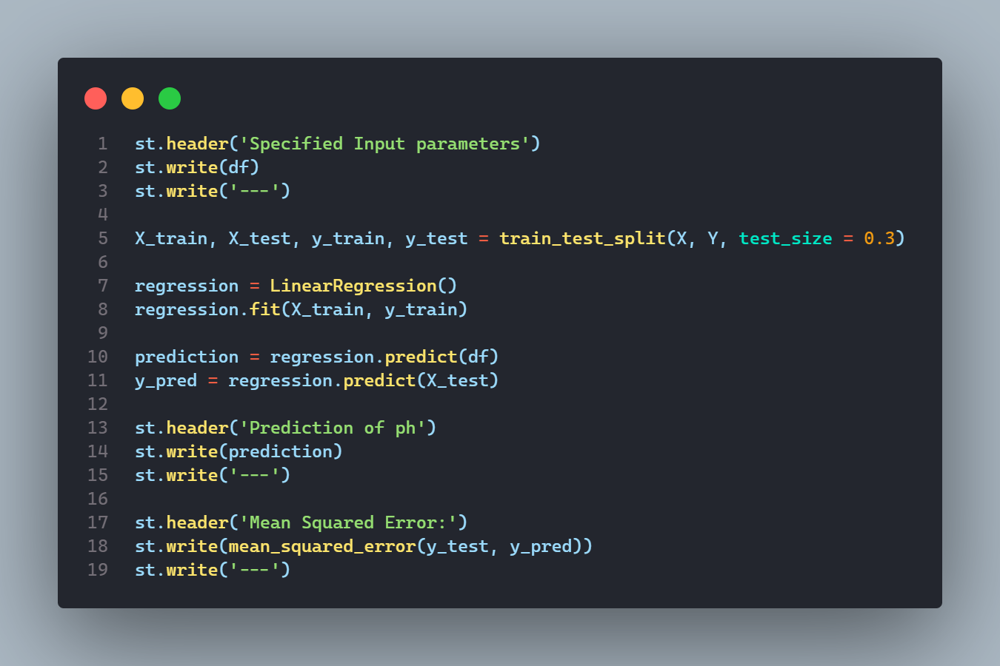 1 st.header('Specified Input parameters')
2 st.write(df)
3 st.write('---')
4
5 X_train, X_test, y_train, y_test = train_test_split(X, Y, test_size = 0.3)
6
7 regression = LinearRegression()
8 regression.fit(X_train, y_train)
9
10 prediction = regression.predict(df)
11 y_pred = regression.predict(X_test)
12
13 st.header('Prediction of ph')
14 st.write(prediction)
15 st.write('---')
16
17 st.header('Mean Squared Error:')
18 st.write(mean_squared_error(y_test, y_pred))
19 st.write('---')